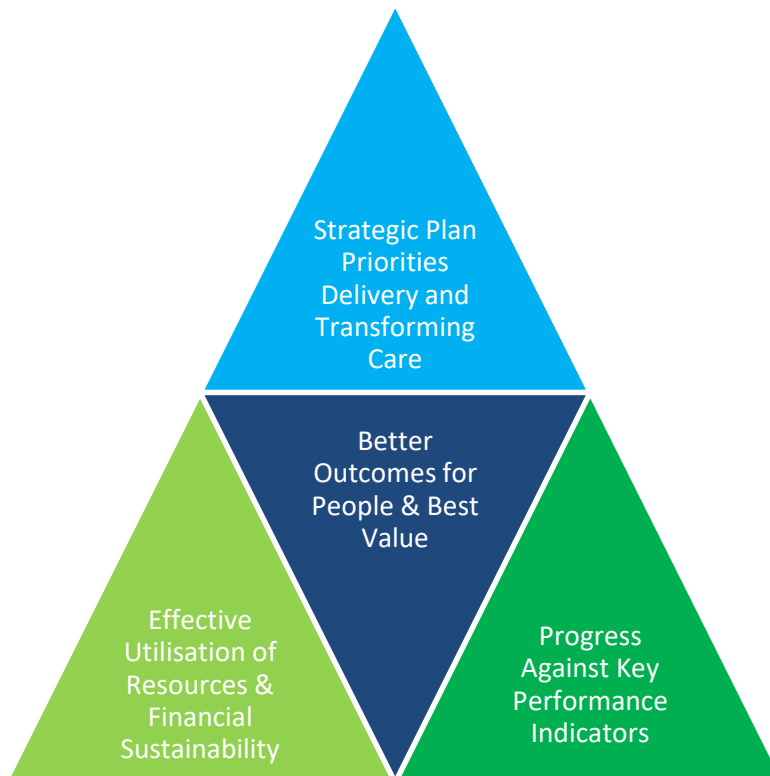 Strategic Plan
Priorities
Delivery and
Transforming
Care
Better
Outcomes for
People & Best
Value
Effective
Utilisation of
Resources &
Financial
Sustainability
Progress
Against Key
Performance
Indicators